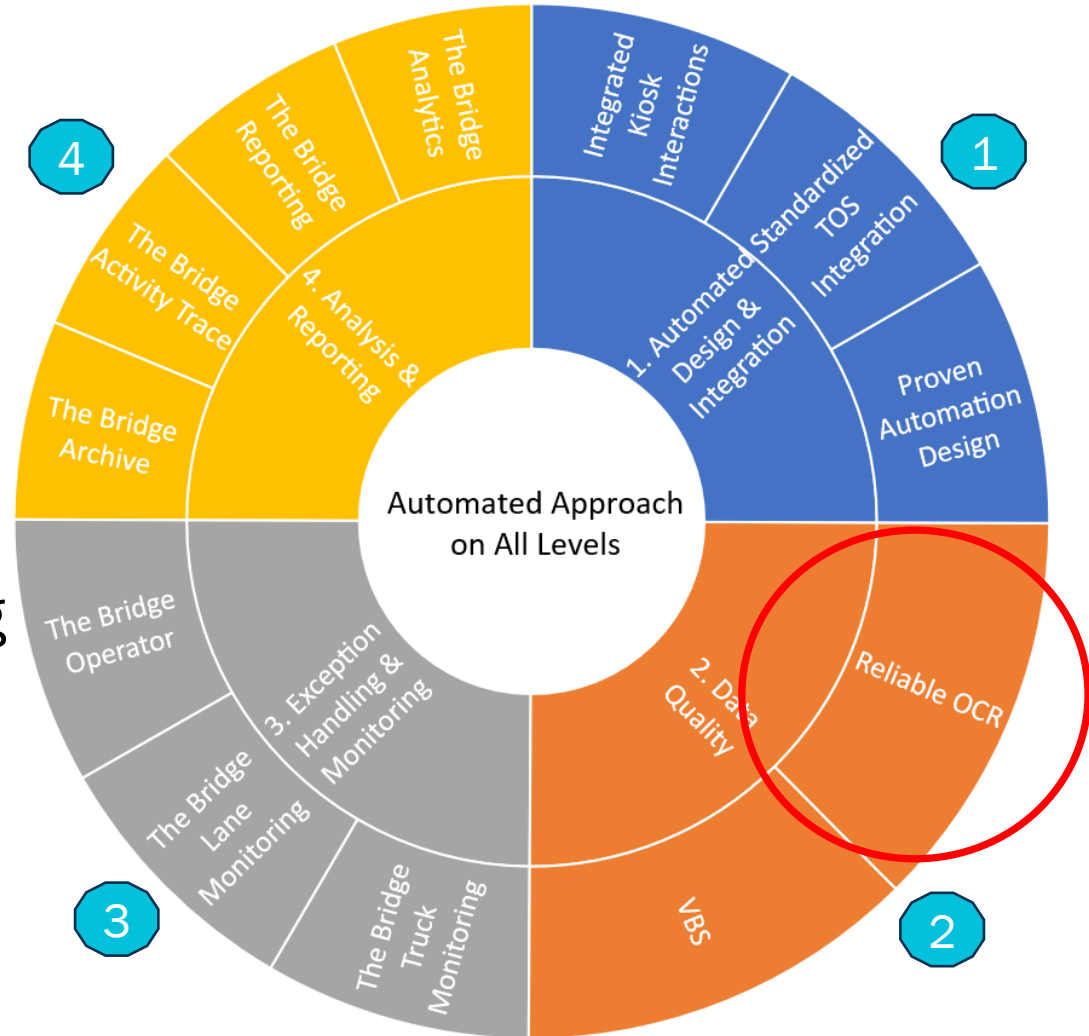 4
1
The Bridge
Analytics
The Bridge
Reporting
The Bridge
Activity Trace
The Bridge
Archive
4. Analysis &
Reporting
Integrated
Kiosk
Interactions
Standardized
TOS
Integration
Proven
Automation
Design
1. Automated
Design &
Integration
Automated Approach
on All Levels
g
The Bridge
Operator
The Bridge
Lane
Monitoring
The Bridge
Truck
Monitoring
3. Exception
Handling &
Monitoring
2. Data
Quality
Reliable OCR
VBS
3
2